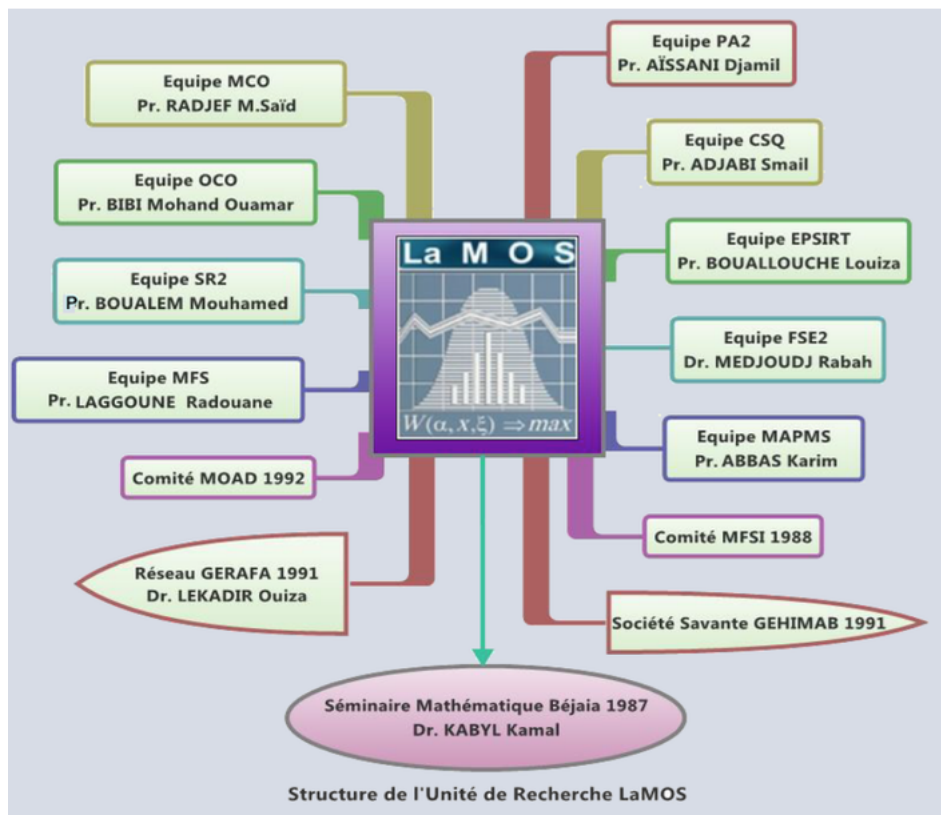 Equipe PA2
Pr. AÏSSANI Djamil
Equipe MCO
Pr. RADJEF M.Saïd
Equipe CSQ
Pr. ADJABI Smail
Equipe OCO
Pr. BIBI Mohand Ouamar
Equipe EPSIRT
Pr. BOUALLOUCHE Louiza
La M O S
Equipe SR2
Pr. BOUALEM Mouhamed
Equipe FSE2
Dr. MEDJOUDJ Rabah
Equipe MFS
Pr. LAGGOUNE Radouane
W(α, x,ξ) ⇒ max
Equipe MAPMS
Pr. ABBAS Karim
Comité MOAD 1992
Comité MFSI 1988
Réseau GERAFA 1991
Dr. LEKADIR Ouiza
Société Savante GEHIMAB 1991
Séminaire Mathématique Béjaia 1987
Dr. KABYL Kamal
Structure de l'Unité de Recherche LaMOS